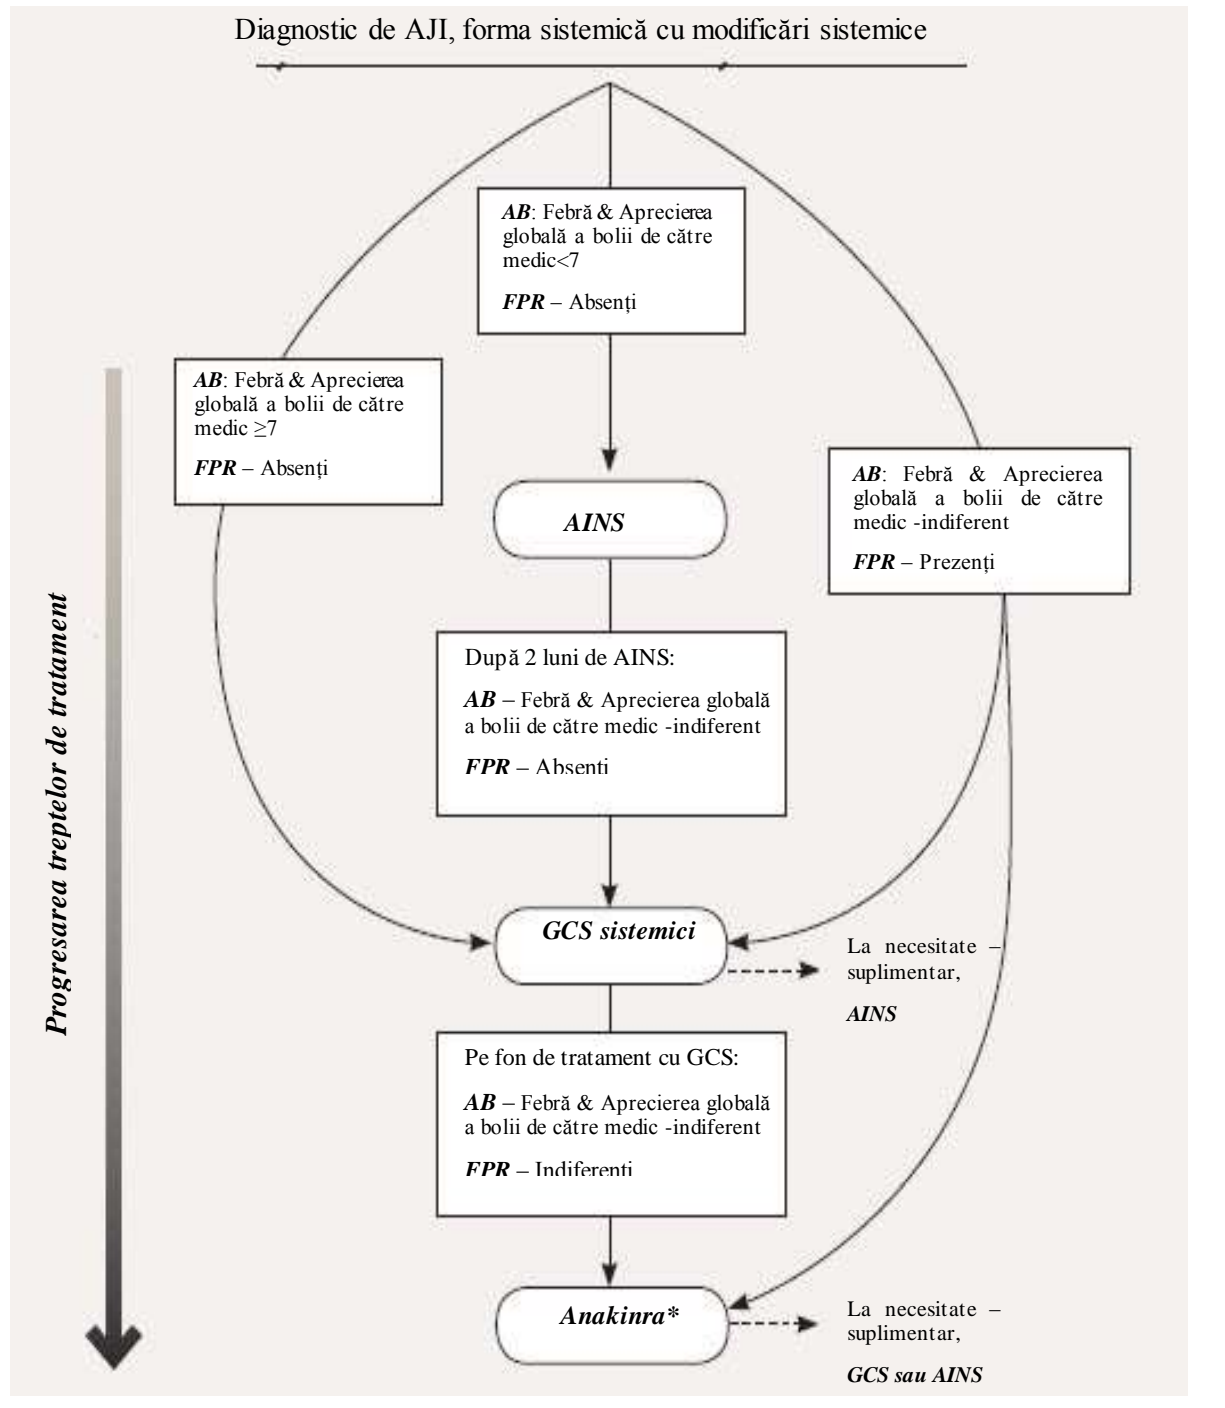 Diagnostic de AJI, forma sistemică cu modificări sistemice
AB: Febră & Aprecierea
globală a bolii de către
medic<7
FPR – Absenți
AB: Febră & Aprecierea
globală a bolii de către
medic ≥7
FPR – Absenți
AB: Febră & Aprecierea
globală a bolii de către
medic -indiferent
FPR – Prezenți
AINS
După 2 luni de AINS:
AB – Febră & Aprecierea globală
a bolii de către medic -indiferent
FPR – Absenți
GCS sistemici
La necesitate –
suplimentar,
AINS
Pe fon de tratament cu GCS:
AB – Febră & Aprecierea globală
a bolii de către medic -indiferent
FPR – Indiferenți
Anakinra*
La necesitate –
suplimentar,
GCS sau AINS
Progresarea treptelor de tratament